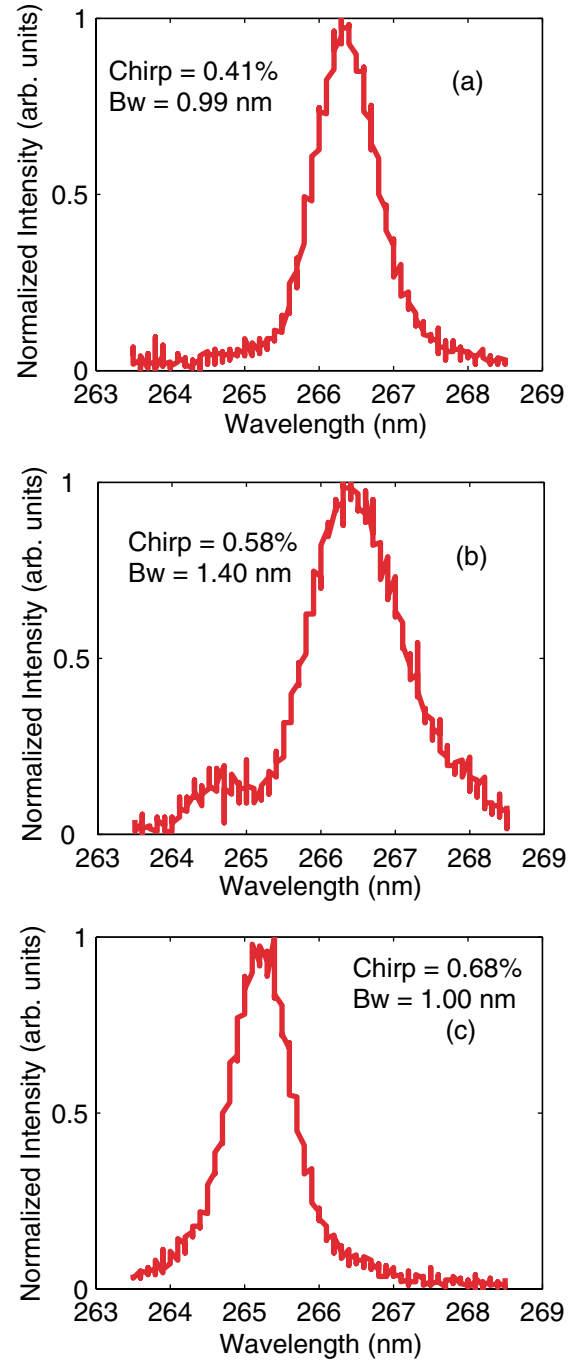 Normalized Intensity (arb. units)
1
0.5
0
Chirp = 0.41%
Bw = 0.99 nm
(a)
263 264 265 266 267 268 269
Wavelength (nm)
Normalized Intensity (arb. units)
1
0.5
0
Chirp = 0.58%
Bw = 1.40 nm
(b)
263 264 265 266 267 268 269
Wavelength (nm)
Normalized Intensity (arb. units)
1
0.5
0
Chirp = 0.68%
Bw = 1.00 nm
(c)
263 264 265 266 267 268 269
Wavelength (nm)